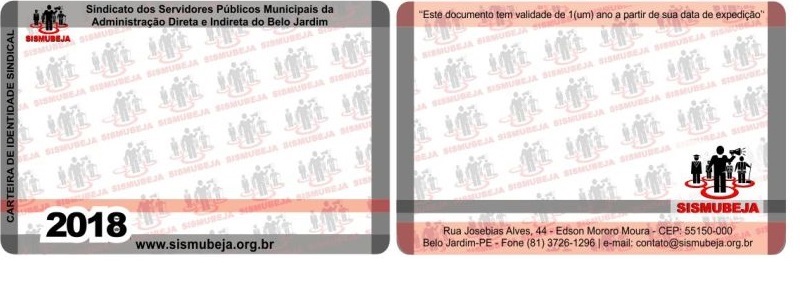 Sindicato dos Servidores Públicos Municipais da
Administração Direta e Indireta do Belo Jardim
SISMUBEJA
CARTEIRA DE IDENTIDADE SINDICAL
2018
www.sismubeja.org.br
"Este documento tem validade de 1(um) ano a partir de sua data de expedição"
SISMUBEJA
Rua Josebias Alves, 44 - Edson Mororo Moura - CEP: 55150-000
Belo Jardim-PE - Fone (81) 3726-1296 | e-mail: contato@sismubeja.org.br